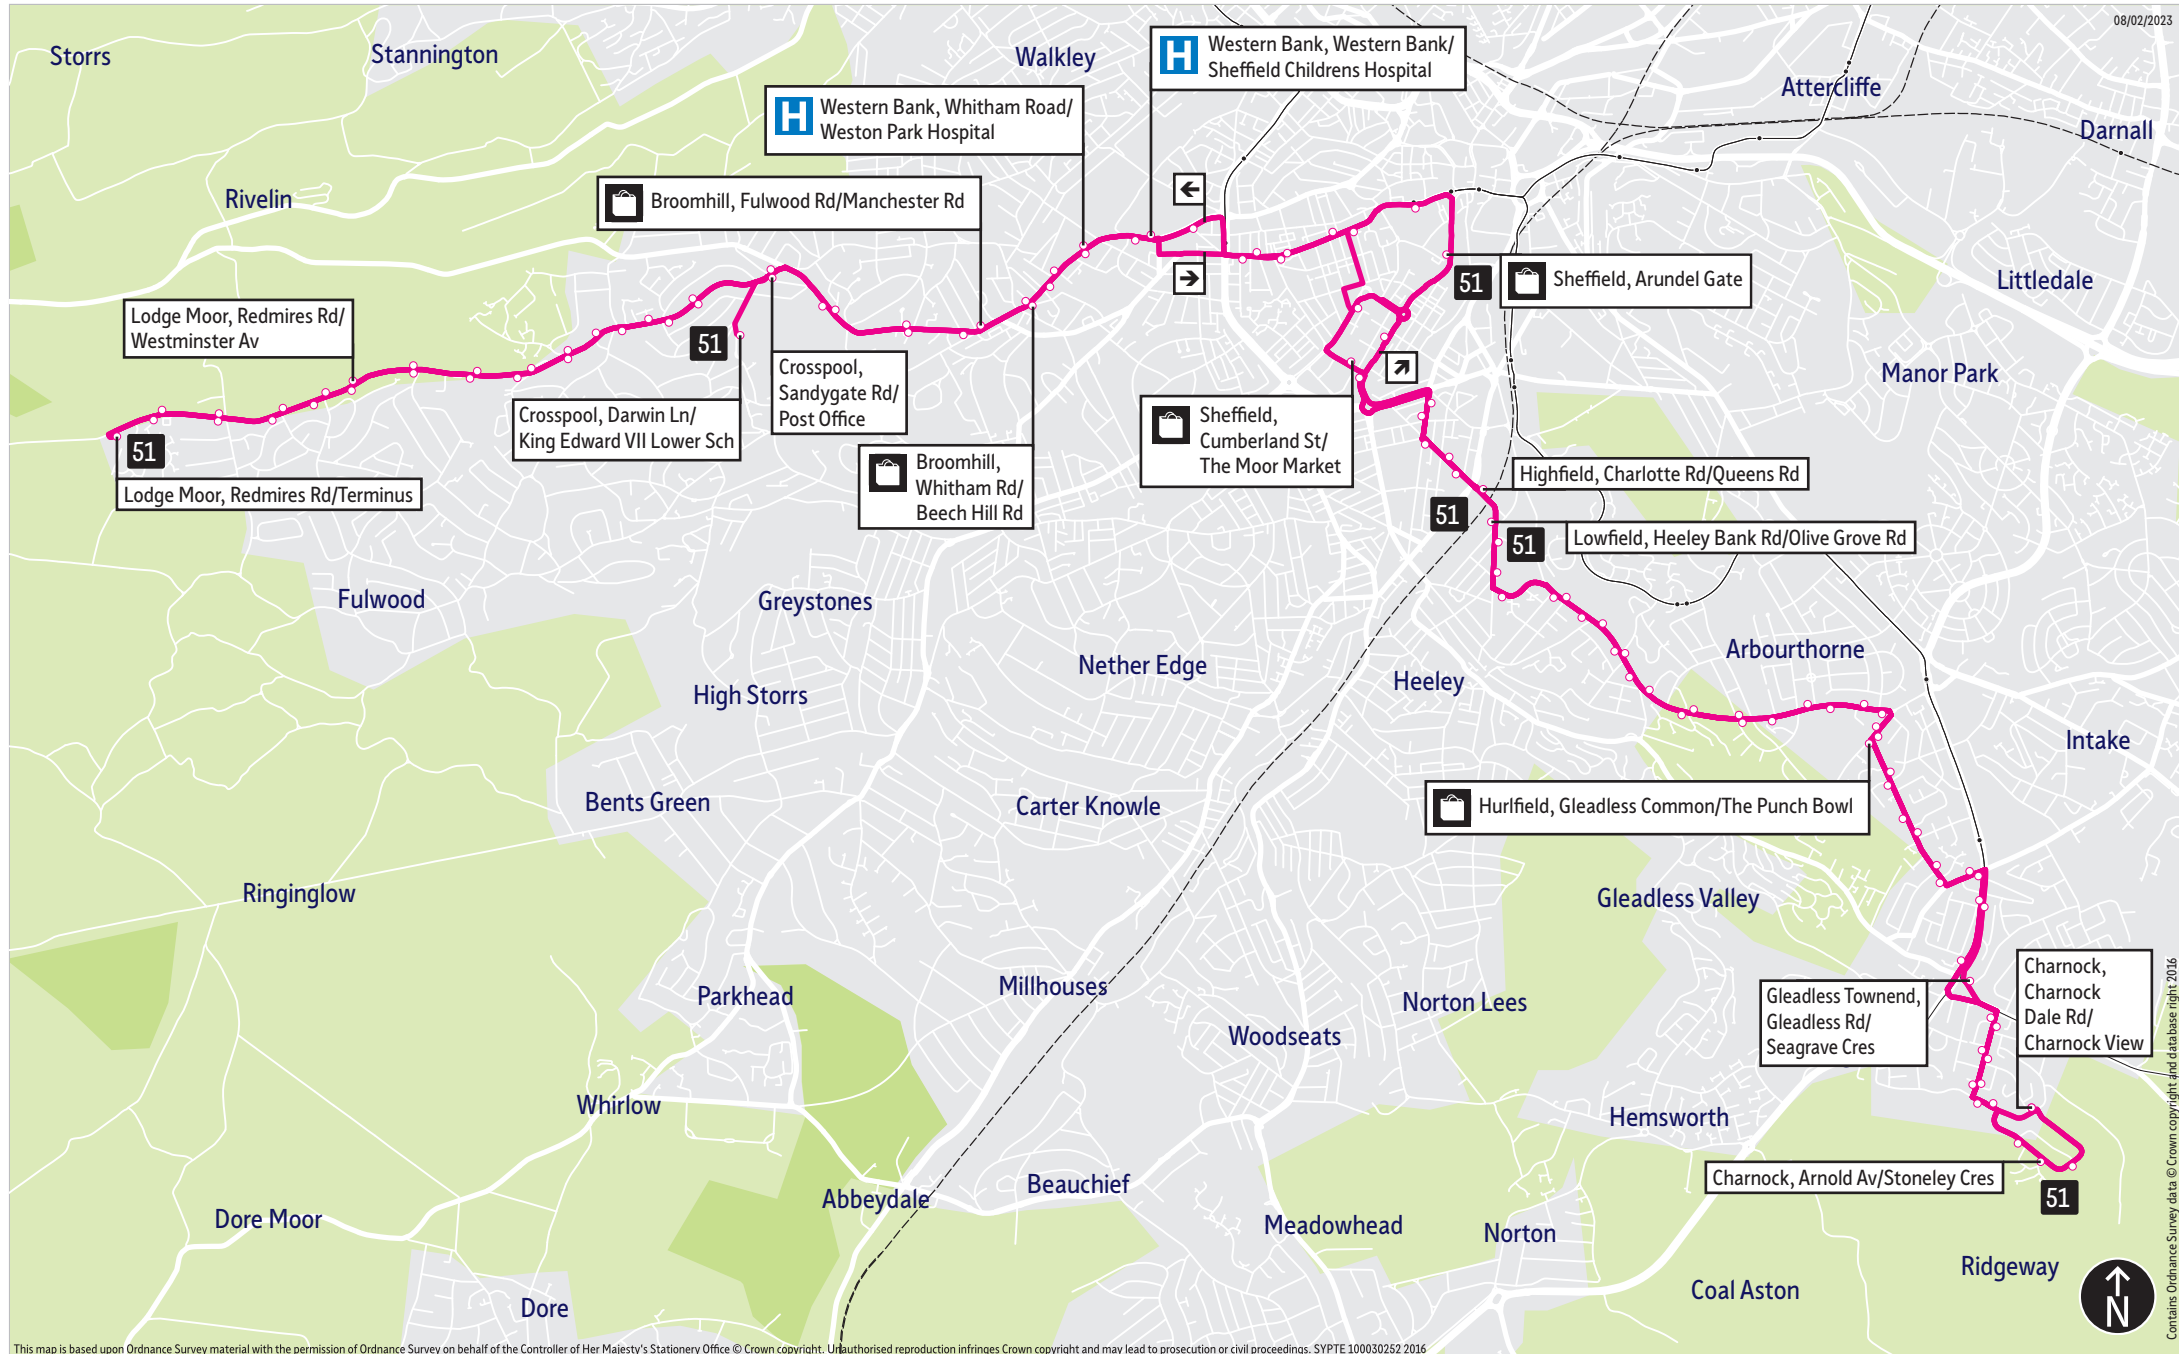 08/02/2023
Storrs
Stannington
Walkley
H
Western Bank, Western Bank/
Sheffield Childrens Hospital
Attercliffe
Darnall
H
Western Bank, Whitham Road/
Weston Park Hospital
Rivelin
Broomhill, Fulwood Rd/Manchester Rd
51
Sheffield, Arundel Gate
Littledale
Lodge Moor, Redmires Rd/
Westminster Av
51
Crosspool,
Sandygate Rd/
Post Office
Manor Park
Crosspool, Darwin Ln/
King Edward VII Lower Sch
Sheffield,
Cumberland St/
The Moor Market
51
Lodge Moor, Redmires Rd/Terminus
Broomhill,
Whitham Rd/
Beech Hill Rd
Highfield, Charlotte Rd/Queens Rd
51
51
Lowfield, Heeley Bank Rd/Olive Grove Rd
Fulwood
Greystones
Arbourthorne
Nether Edge
Heeley
High Storrs
Intake
Bents Green
Carter Knowle
Hurlfield, Gleadless Common/The Punch Bowl
Ringinglow
Gleadless Valley
Parkhead
Millhouses
Norton Lees
Gleadless Townend,
Gleadless Rd/
Seagrave Cres
Charnock,
Charnock
Dale Rd/
Charnock View
Woodseats
Whirlow
Hemsworth
Charnock, Arnold Av/Stoneley Cres
51
Abbeydale
Beauchief
Dore Moor
Meadowhead
Norton
Ridgeway
Coal Aston
Dore
N
Contains Ordnance Survey data © Crown copyright and database right 2016
This map is based upon Ordnance Survey material with the permission of Ordnance Survey on behalf of the Controller of Her Majesty's Stationery Office © Crown copyright. Unauthorised reproduction infringes Crown copyright and may lead to prosecution or civil proceedings. SYPTE 100030252 2016